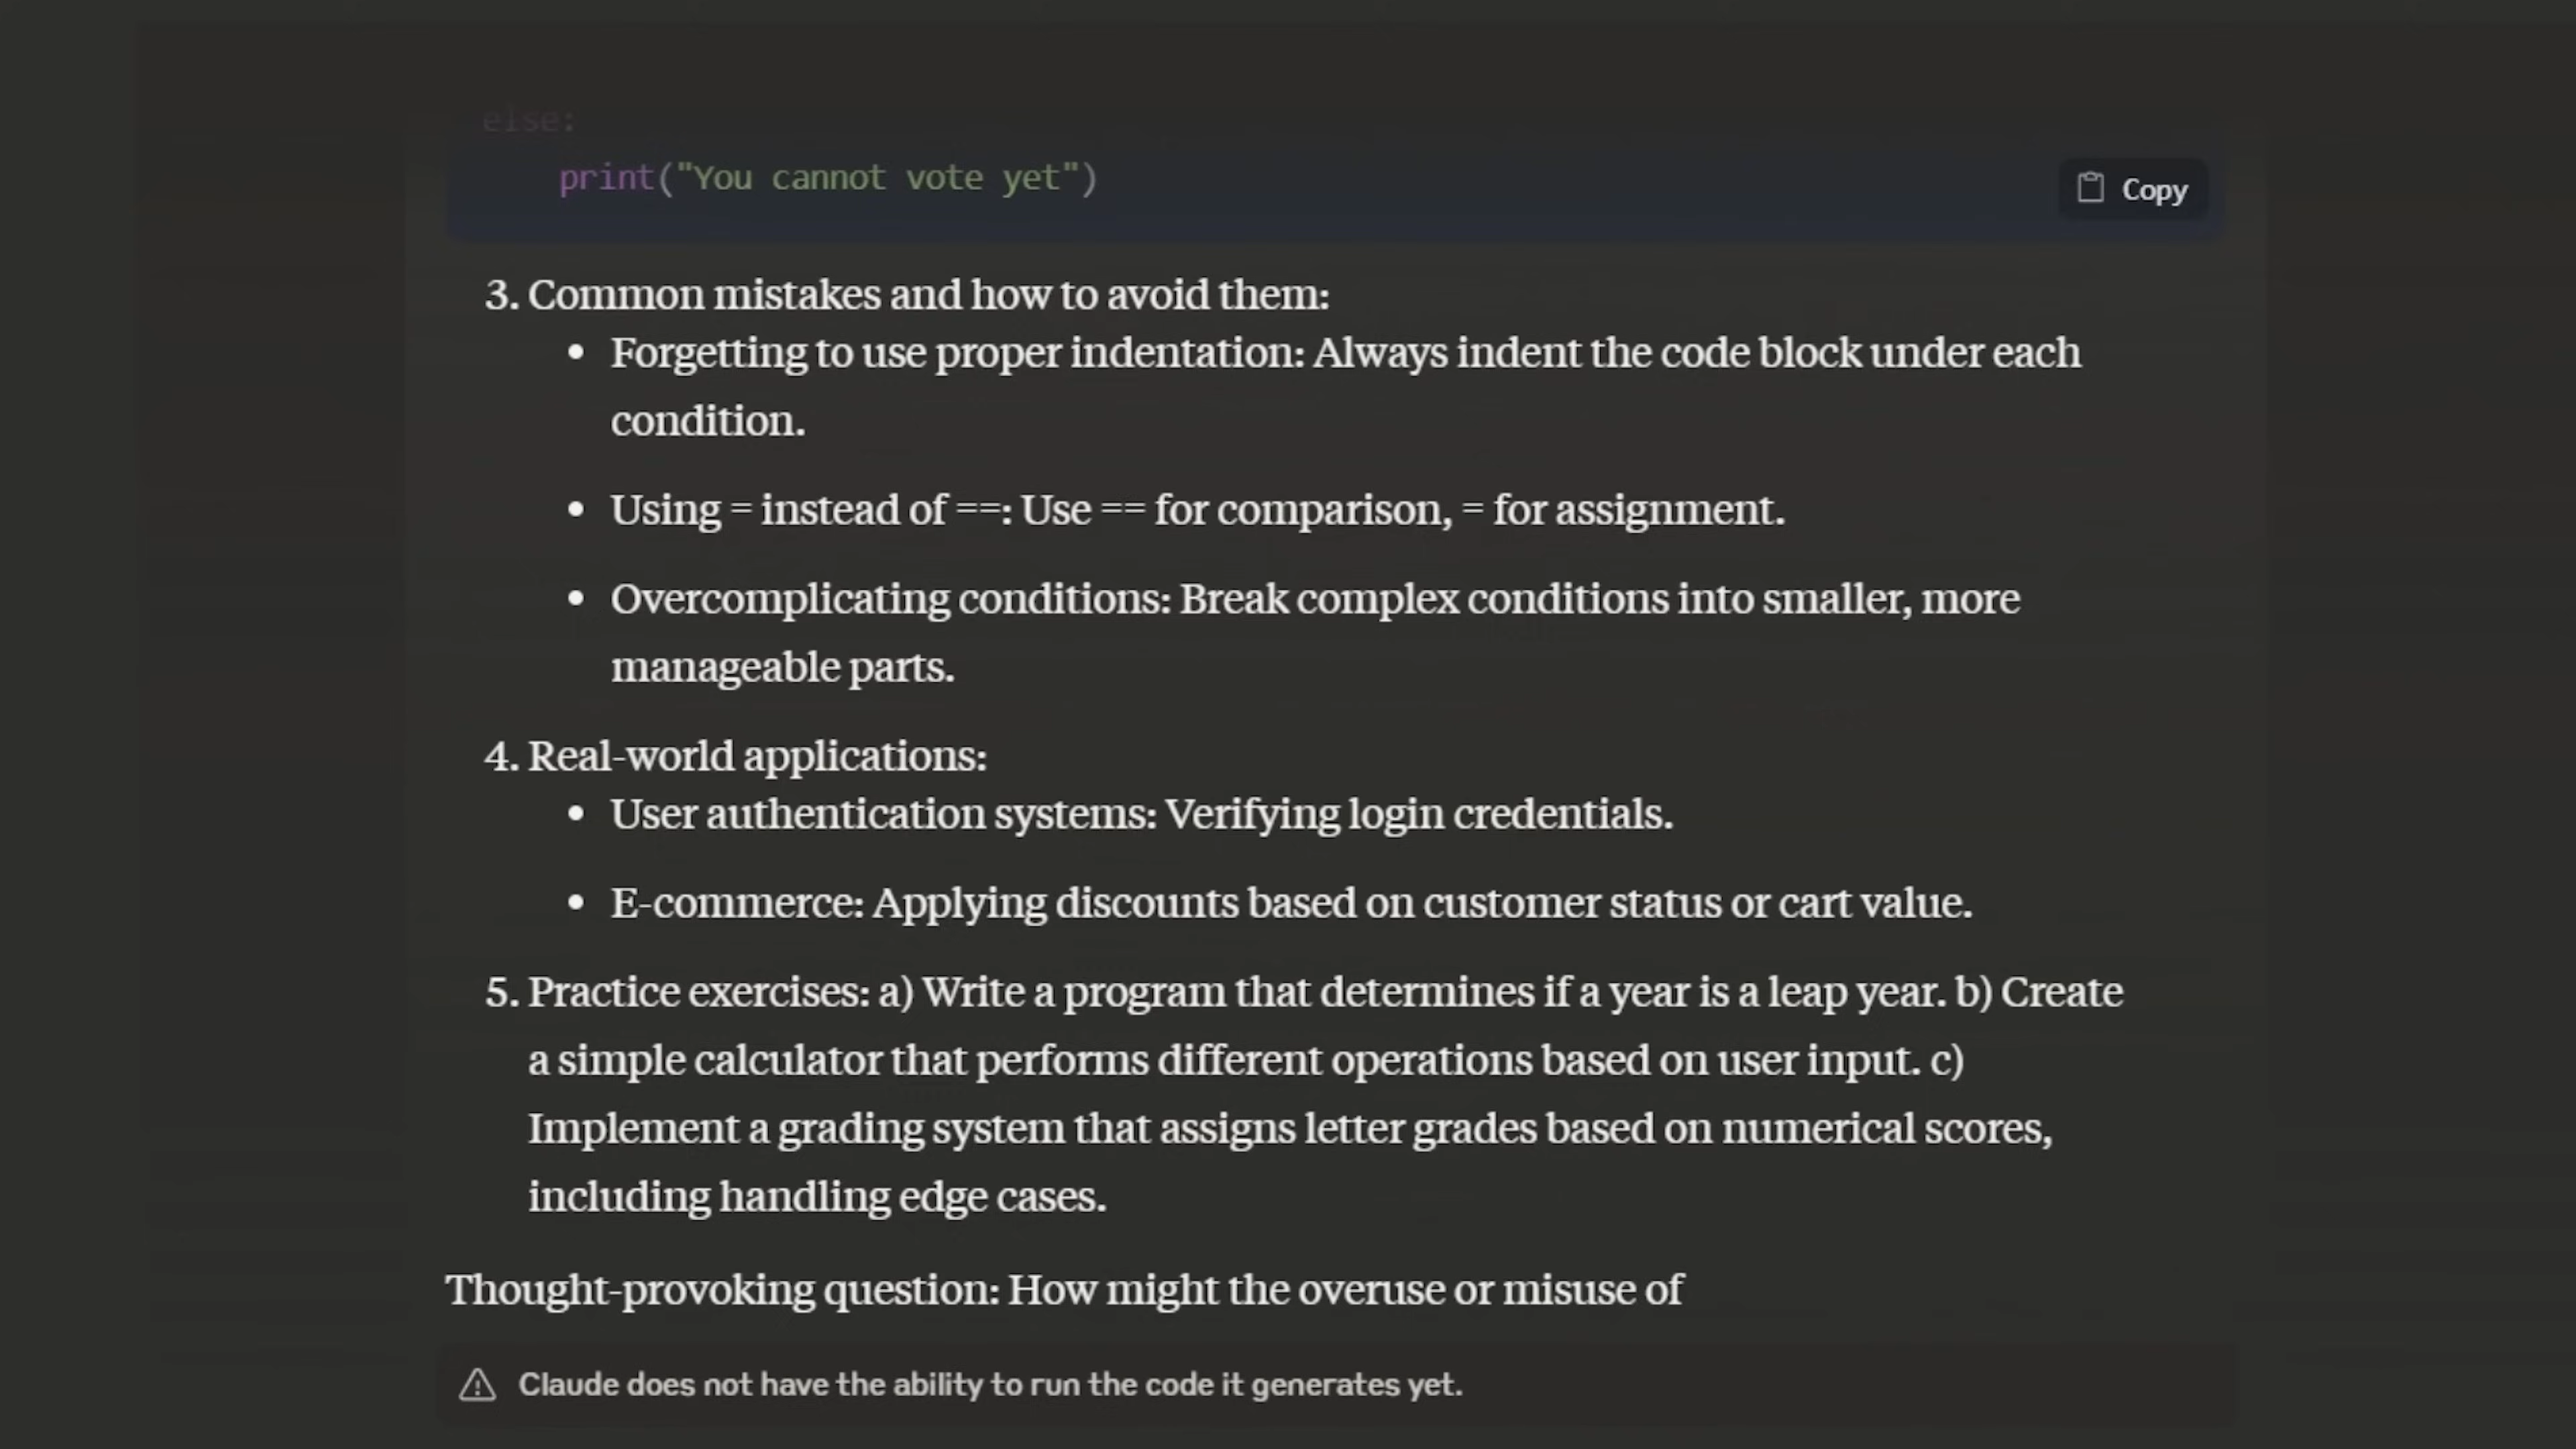 else:
print("You cannot vote yet")
Copy
3. Common mistakes and how to avoid them:
• Forgetting to use proper indentation: Always indent the code block under each
condition.
• Using = instead of ==: Use == for comparison, = for assignment.
• Overcomplicating conditions: Break complex conditions into smaller, more
manageable parts.
4. Real-world applications:
• User authentication systems: Verifying login credentials.
• E-commerce: Applying discounts based on customer status or cart value.
5. Practice exercises: a) Write a program that determines if a year is a leap year. b) Create
a simple calculator that performs different operations based on user input. c)
Implement a grading system that assigns letter grades based on numerical scores,
including handling edge cases.
Thought-provoking question: How might the overuse or misuse of
Claude does not have the ability to run the code it generates yet.